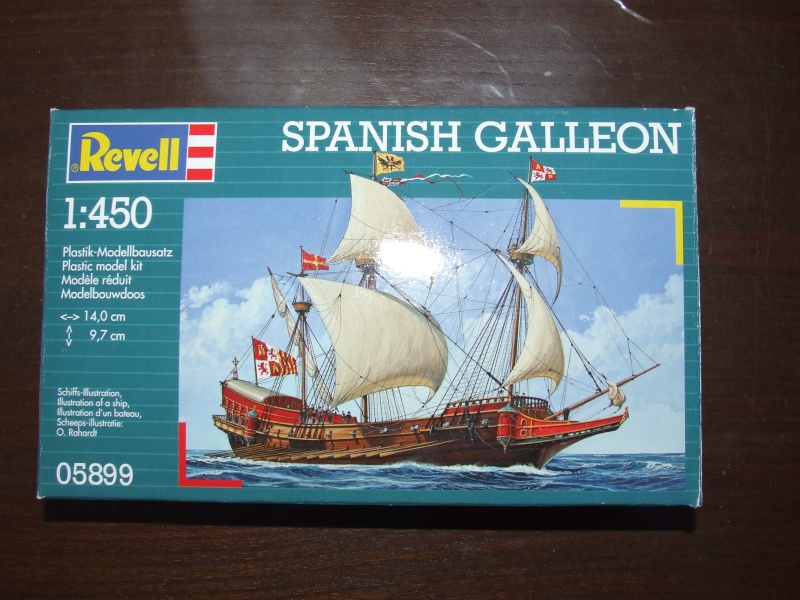 Revell
SPANISH GALLEON
1:450
Plastik-Modellbausatz
Plastic model kit
Modèle réduit
Modelbouwdoos
<--> 14,0 cm
9,7 cm
Schiffs-Illustration,
Illustration of a ship,
Illustration d'un bateau,
Scheeps-illustratie:
O. Rahardt
05899